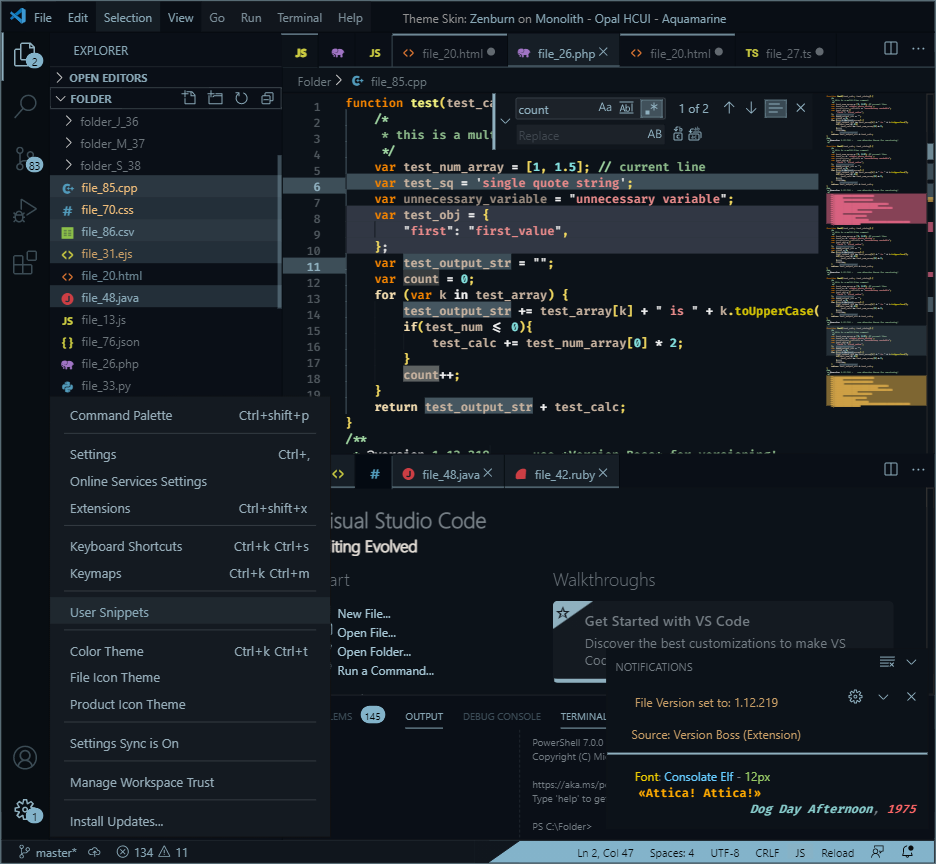 File Edit Selection View Go Run Terminal Help Theme Skin: Zenburn on Monolith - Opal HCUI - Aquamarine
EXPLORER
JS JS file_20.html file_26.php file_20.html TS file_27.ts
OPEN EDITORS
FOLDER
folder_J_36
folder_M_37
folder_S_38
file_85.cpp
file_70.css
file_86.csv
file_31.ejs
file_20.html
file_48.java
JS file_13.js
file_76.json
file_26.php
file_33.py
2
83
Folder > file_85.cpp
count Aa Abl .* 1 of 2
Replace AB
1 function test(test_ca
2 /*
3 * this is a mult
4 */
5 var test_num_array = [1, 1.5]; // current line
6 var test_sq = 'single quote string';
7 var unnecessary_variable = "unnecessary variable";
8 var test_obj = {
9 "first": "first_value",
10 };
11 var test_output_str = "";
12 var count = 0;
13 for (var k in test_array) {
14 test_output_str += test_array[k] + " is " + k.toUpperCase(
15 if(test_num ⩽ 0){
16 test_calc += test_num_array[0] * 2;
17 }
18 count++;
19 }
return test_output_str + test_calc;
}
/**
Command Palette Ctrl+shift+p
Settings Ctrl+,
Online Services Settings
Extensions Ctrl+shift+x
Keyboard Shortcuts Ctrl+k Ctrl+s
Keymaps Ctrl+k Ctrl+m
User Snippets
Color Theme Ctrl+k Ctrl+t
File Icon Theme
Product Icon Theme
Settings Sync is On
Manage Workspace Trust
Install Updates...
<> # file_48.java file_42.ruby
isual Studio Code
iting Evolved
art
New File...
Open File...
Open Folder...
Run a Command...
Walkthroughs
Get Started with VS Code
Discover the best customizations to make VS
Coc
NOTIFICATIONS
File Version set to: 1.12.219
Source: Version Boss (Extension)
Font: Consolate Elf - 12px
«Attica! Attica!»
Dog Day Afternoon, 1975
LEMS 145 OUTPUT DEBUG CONSOLE TERMINAL
PowerShell 7.0.0
Copyright (C) Mi
https://aka.ms/p
Type 'help' to ge
PS C:\Folder>
1
master* 134 11 Ln 2, Col 47 Spaces: 4 UTF-8 CRLF JS Reload